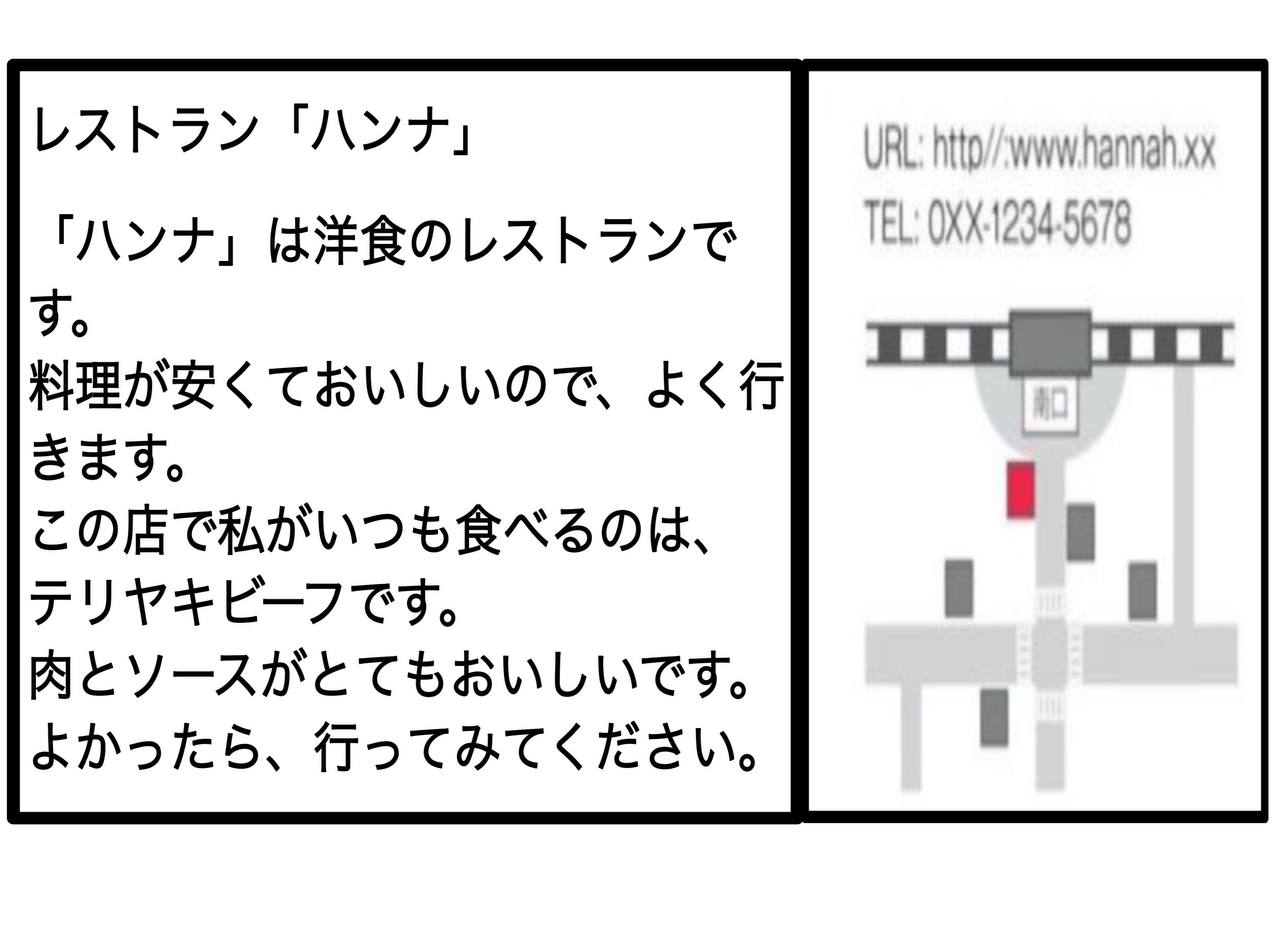 レストラン「ハンナ」
「ハンナ」は洋食のレストランで
す。
料理が安くておいしいので、よく行
きます。
この店で私がいつも食べるのは、
テリヤキビーフです。
肉とソースがとてもおいしいです。
よかったら、行ってみてください。
URL: http//:www.hannah.xx
TEL: 0XX-1234-5678
南口